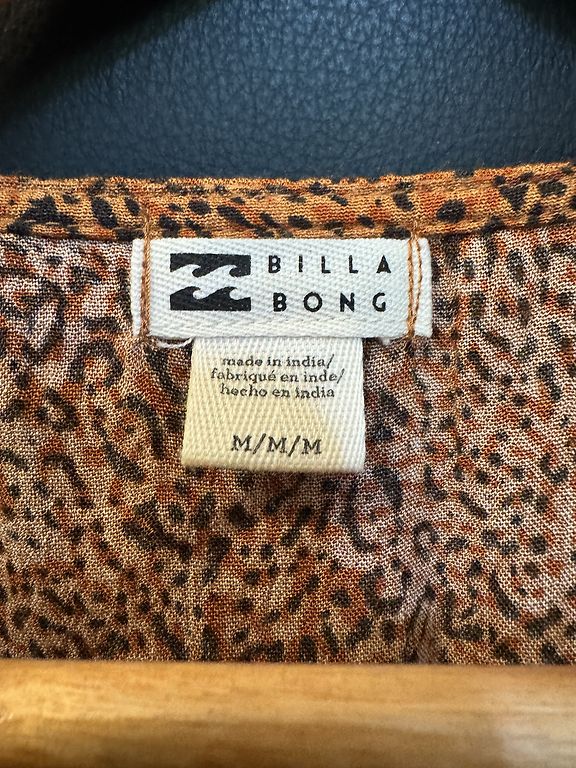 BILLA
BONG
made in india/
fabriqué en inde/
hecho en india
M/M/M